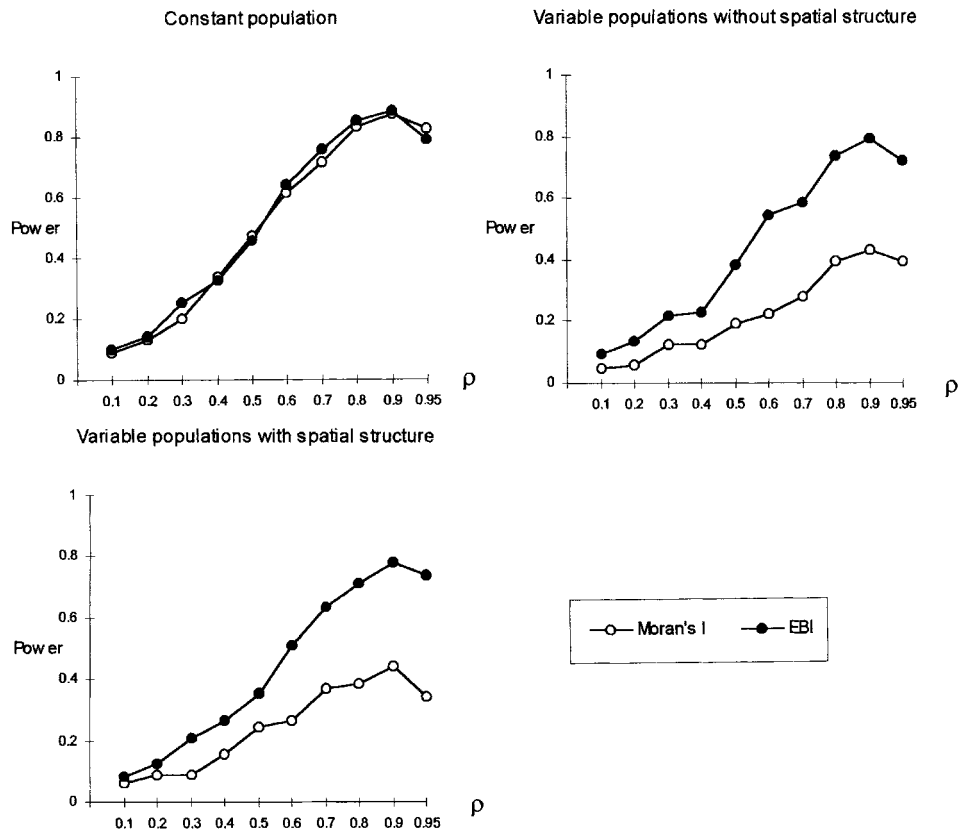 Constant population
1
0.8
0.6
Power
0.4
0.2
0
ρ
0.1 0.2 0.3 0.4 0.5 0.6 0.7 0.8 0.9 0.95
Variable populations without spatial structure
1
0.8
0.6
Power
0.4
0.2
0
ρ
0.1 0.2 0.3 0.4 0.5 0.6 0.7 0.8 0.9 0.95
Variable populations with spatial structure
1
0.8
0.6
Power
0.4
0.2
0
ρ
0.1 0.2 0.3 0.4 0.5 0.6 0.7 0.8 0.9 0.95
Moran's I EBI